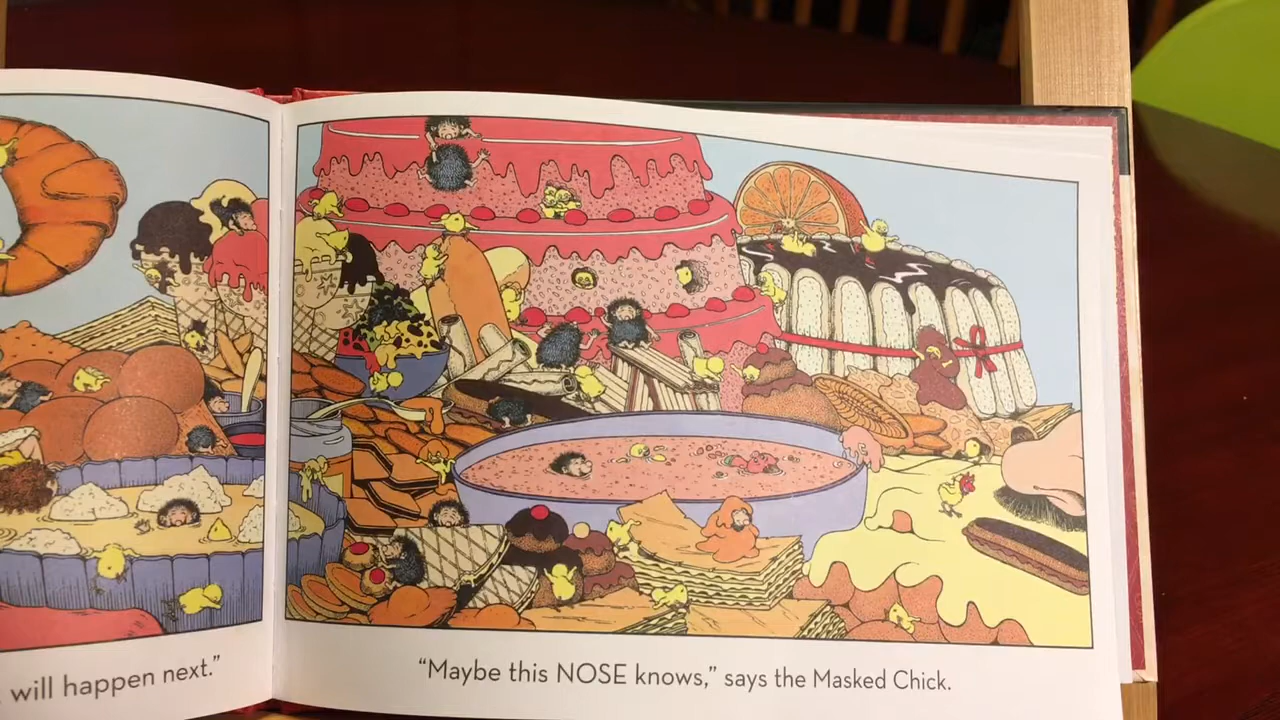 will happen next.”
“Maybe this NOSE knows,” says the Masked Chick.